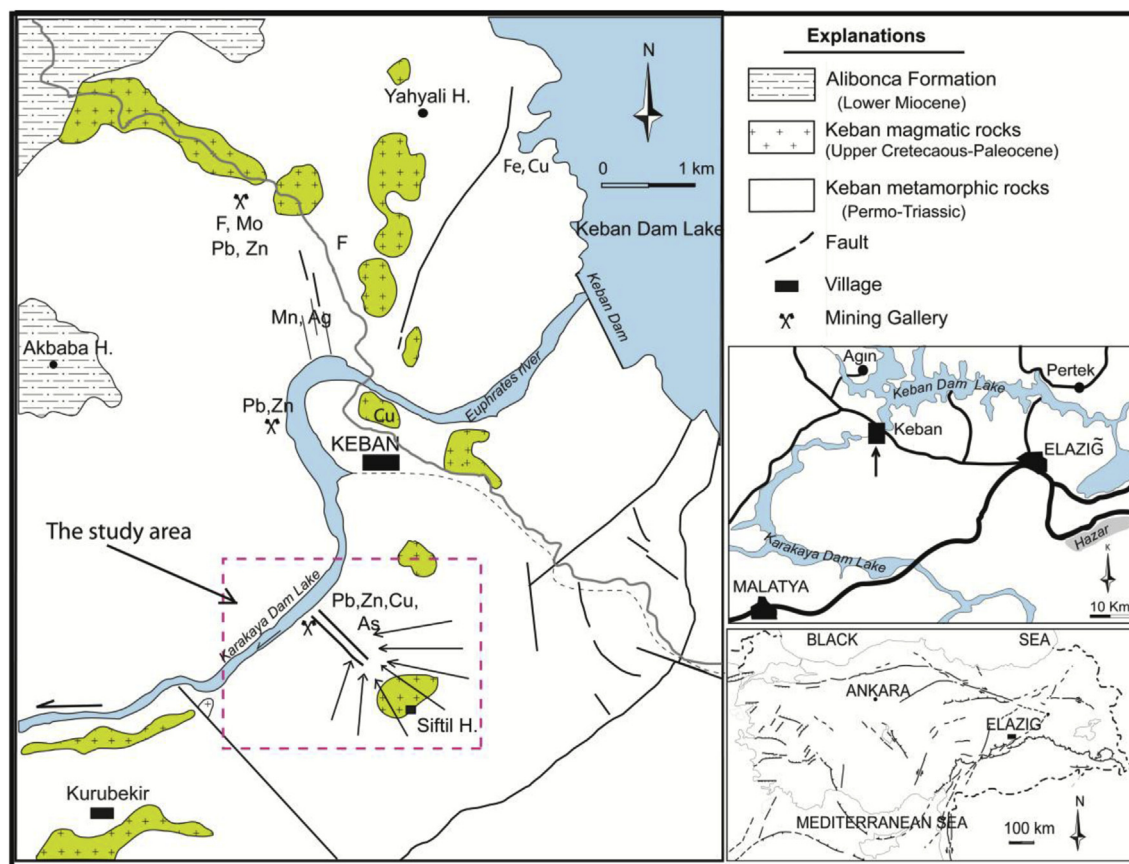 Yahyali H.
N
Fe, Cu
0 1 km
Keban Dam Lake
F, Mo
Pb, Zn
F
Keban Dam
Mn, Ag
Akbaba H.
Euphrates river
Pb,Zn
Cu
KEBAN
The study area
Karakaya Dam Lake
Pb,Zn,Cu,
As
Siftil H.
Kurubekir
Explanations
Alibonca Formation
(Lower Miocene)
Keban magmatic rocks
(Upper Cretecaous-Paleocene)
Keban metamorphic rocks
(Permo-Triassic)
Fault
Village
Mining Gallery
Agın
Pertek
Keban Dam Lake
Keban
ELAZIG̃
Hazar
Karakaya Dam Lake
K
MALATYA
10 Km
BLACK SEA
ANKARA
ELAZIG
N
MEDITERRANEAN SEA
100 km